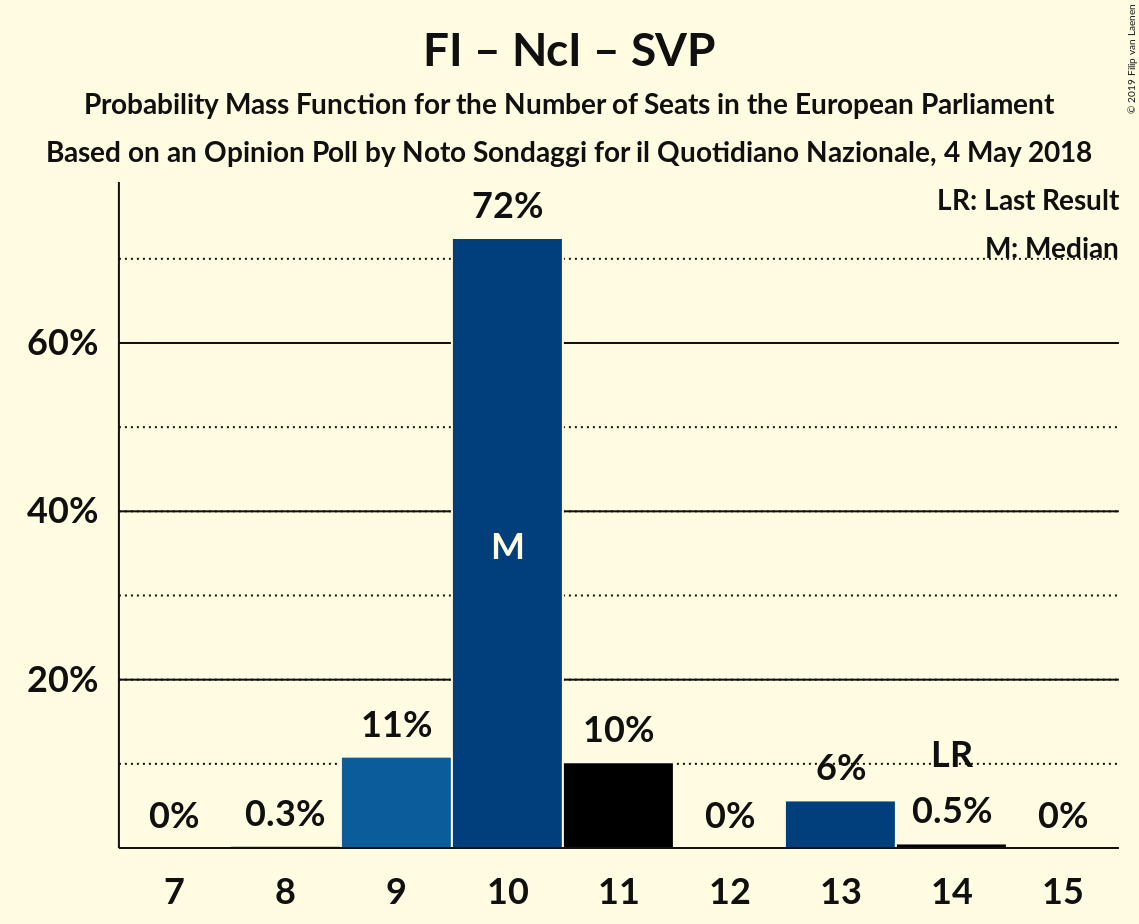 FI – NcI – SVP
Probability Mass Function for the Number of Seats in the European Parliament
Based on an Opinion Poll by Noto Sondaggi for il Quotidiano Nazionale, 4 May 2018
© 2019 Filip van Laenen
LR: Last Result
M: Median
72%
60%
40%
M
20%
11%
10%
LR
6%
0%
0.3%
0%
0.5%
0%
7 8 9 10 11 12 13 14 15